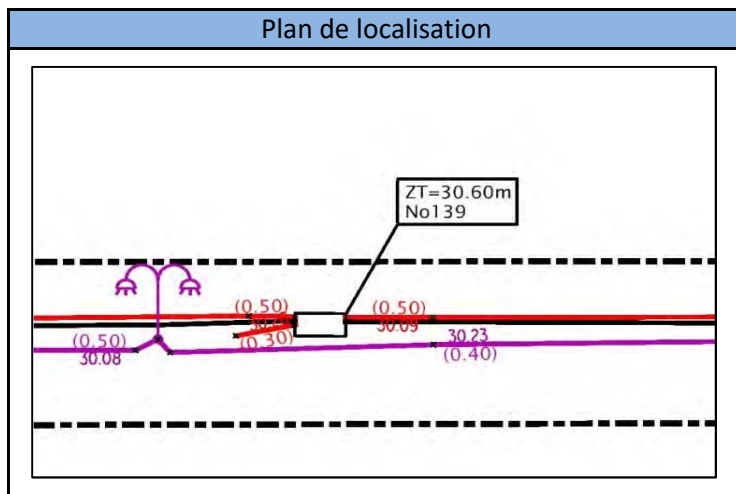 Plan de localisation
ZT=30.60m
No139
(0.50)
(0.50)
30.09
(0.30)
(0.50)
30.08
30.23
(0.40)